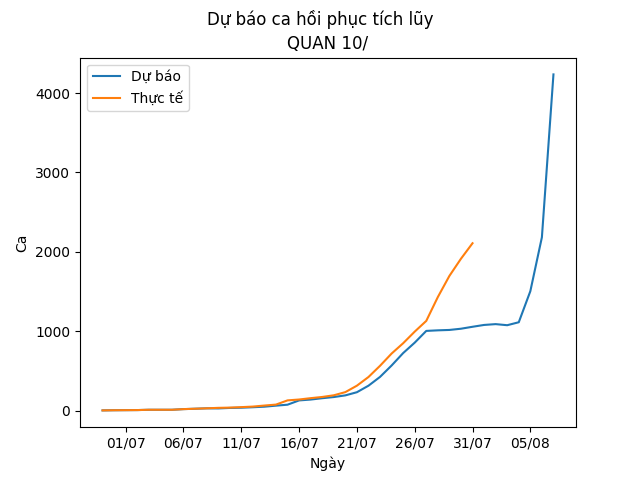 Dự báo ca hồi phục tích lũy
QUAN 10/
Dự báo
Thực tế
4000
3000
2000
1000
0
Ca
01/07 06/07 11/07 16/07 21/07 26/07 31/07 05/08
Ngày